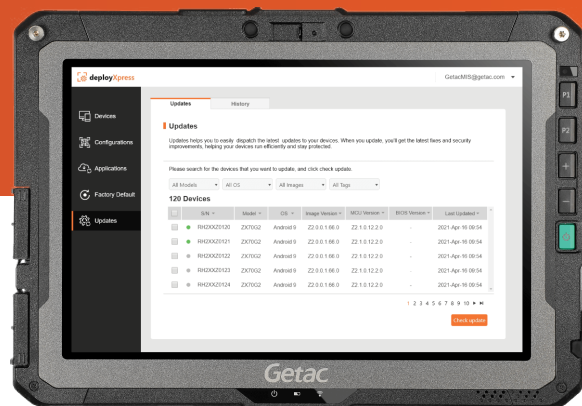 deployXpress
GetacMIS@getac.com
Devices
Configurations
Applications
Factory Default
Updates
Updates History
Updates
Updates helps you to easily dispatch the latest updates to your devices. When you update, you'll get the latest fixes and security
improvements, helping your devices run efficiently and stay protected.
Please search for the devices that you want to update, and click check update.
All Models All OS All Images All Tags
120 Devices
S/N Model OS Image Version MCU Version BIOS Version Last Updated
RH2XXZ0120 ZX70G2 Android 9 Z2.0.0.1.66.0 Z2.1.0.12.2.0 - 2021-Apr-16 09:54
RH2XXZ0121 ZX70G2 Android 9 Z2.0.0.1.66.0 Z2.1.0.12.2.0 - 2021-Apr-16 09:54
RH2XXZ0122 ZX70G2 Android 9 Z2.0.0.1.66.0 Z2.1.0.12.2.0 - 2021-Apr-16 09:54
RH2XXZ0123 ZX70G2 Android 9 Z2.0.0.1.66.0 Z2.1.0.12.2.0 - 2021-Apr-16 09:54
RH2XXZ0124 ZX70G2 Android 9 Z2.0.0.1.66.0 Z2.1.0.12.2.0 - 2021-Apr-16 09:54
1 2 3 4 5 6 7 8 9 10
Check update
P1
P2
+
-
Getac